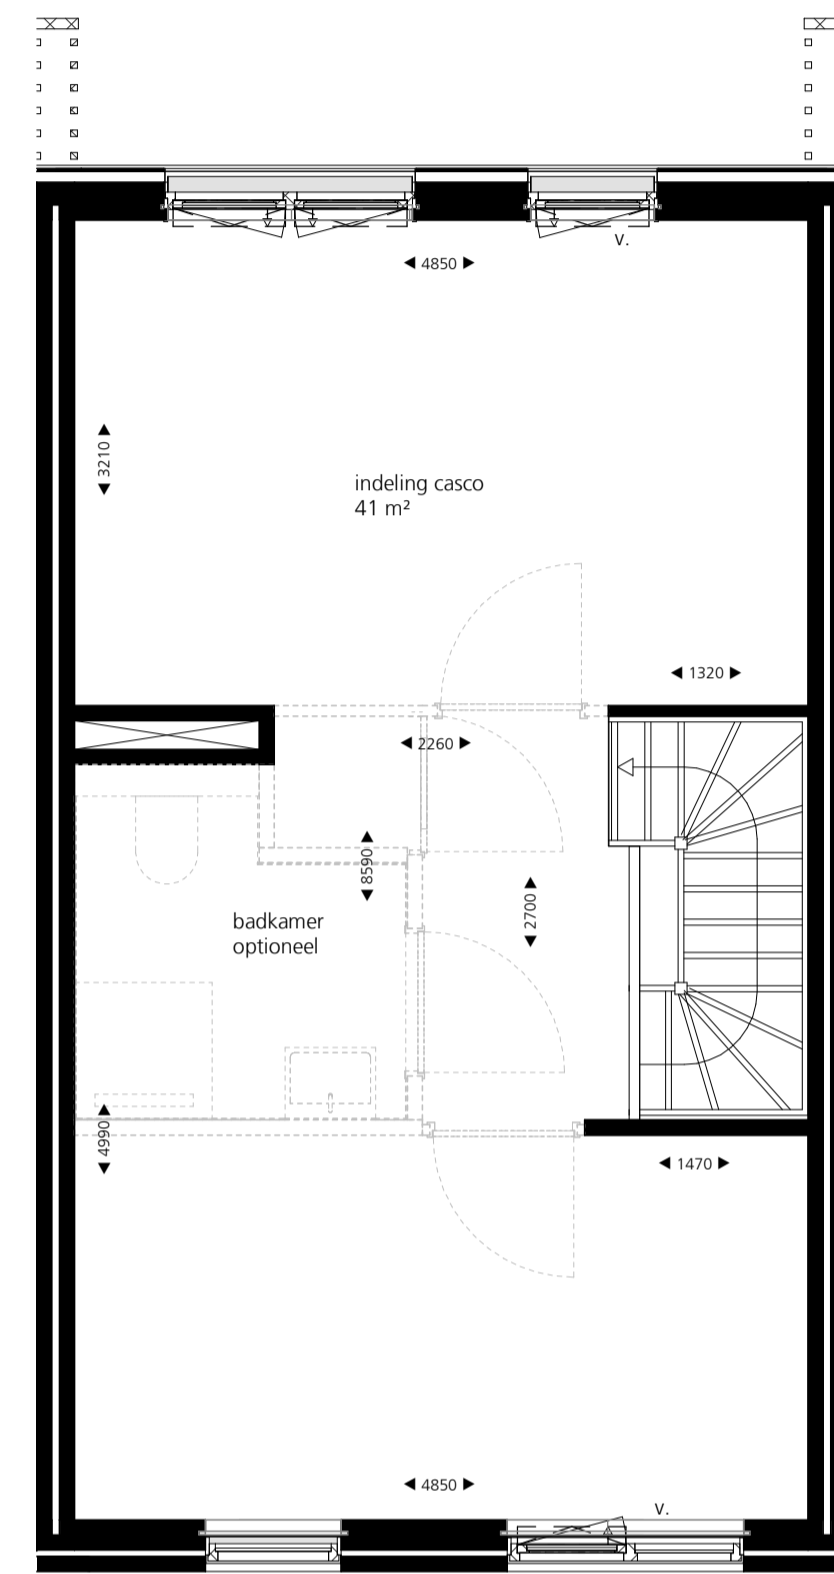 v.
4850
3210
indeling casco
41 m²
1320
2260
8590
2700
badkamer
optioneel
4990
1470
4850
v.